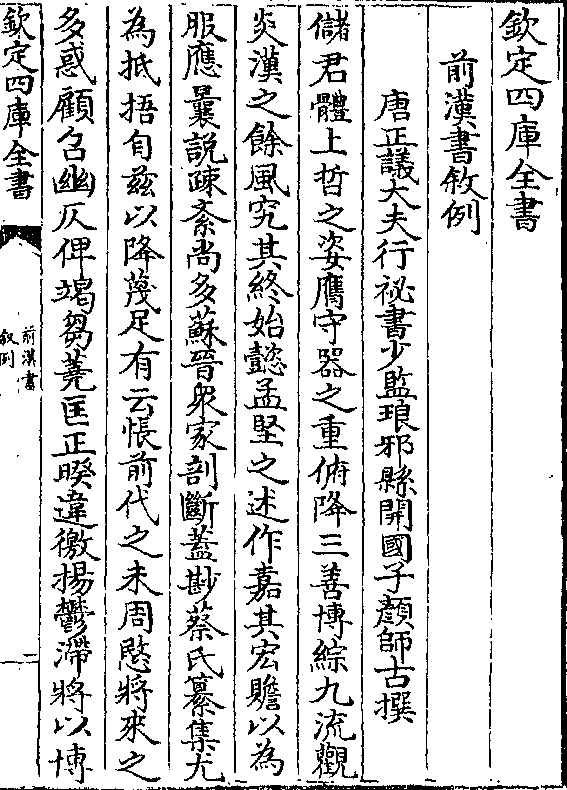 欽定四庫全書
前漢書敘例
唐正議大夫行祕書少監琅邪縣開國子顏師古撰
儲君體上哲之姿膺守器之重俯降三善博綜九流觀
炎漢之餘風究其終始懿孟堅之述作嘉其宏贍以為
服應曩說疎紊尚多蘇晉衆家剖斷蓋尠蔡氏纂集尤
為抵捂自茲以降蔑足有云悵前代之未周愍將來之
多惑顧召幽仄俾竭芻蕘匡正睽違徼揚鬱滯將以博
欽定四庫全書
前漢書
敘例
一